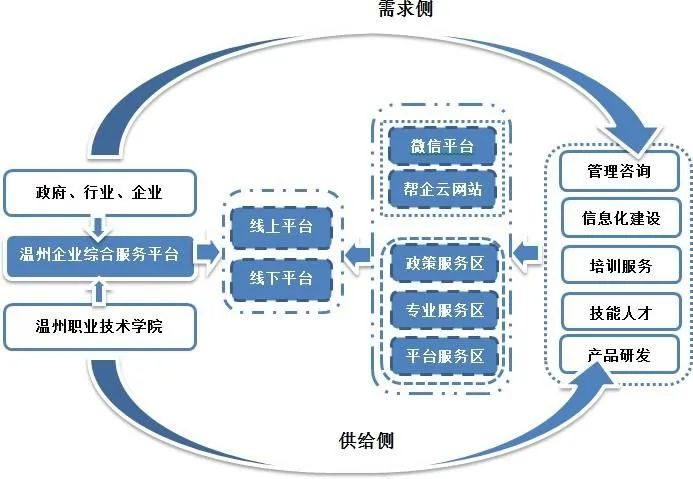 需求侧
政府、行业、企业
温州企业综合服务平台
温州职业技术学院
线上平台
线下平台
微信平台
帮企云网站
政策服务区
专业服务区
平台服务区
管理咨询
信息化建设
培训服务
技能人才
产品研发
供给侧